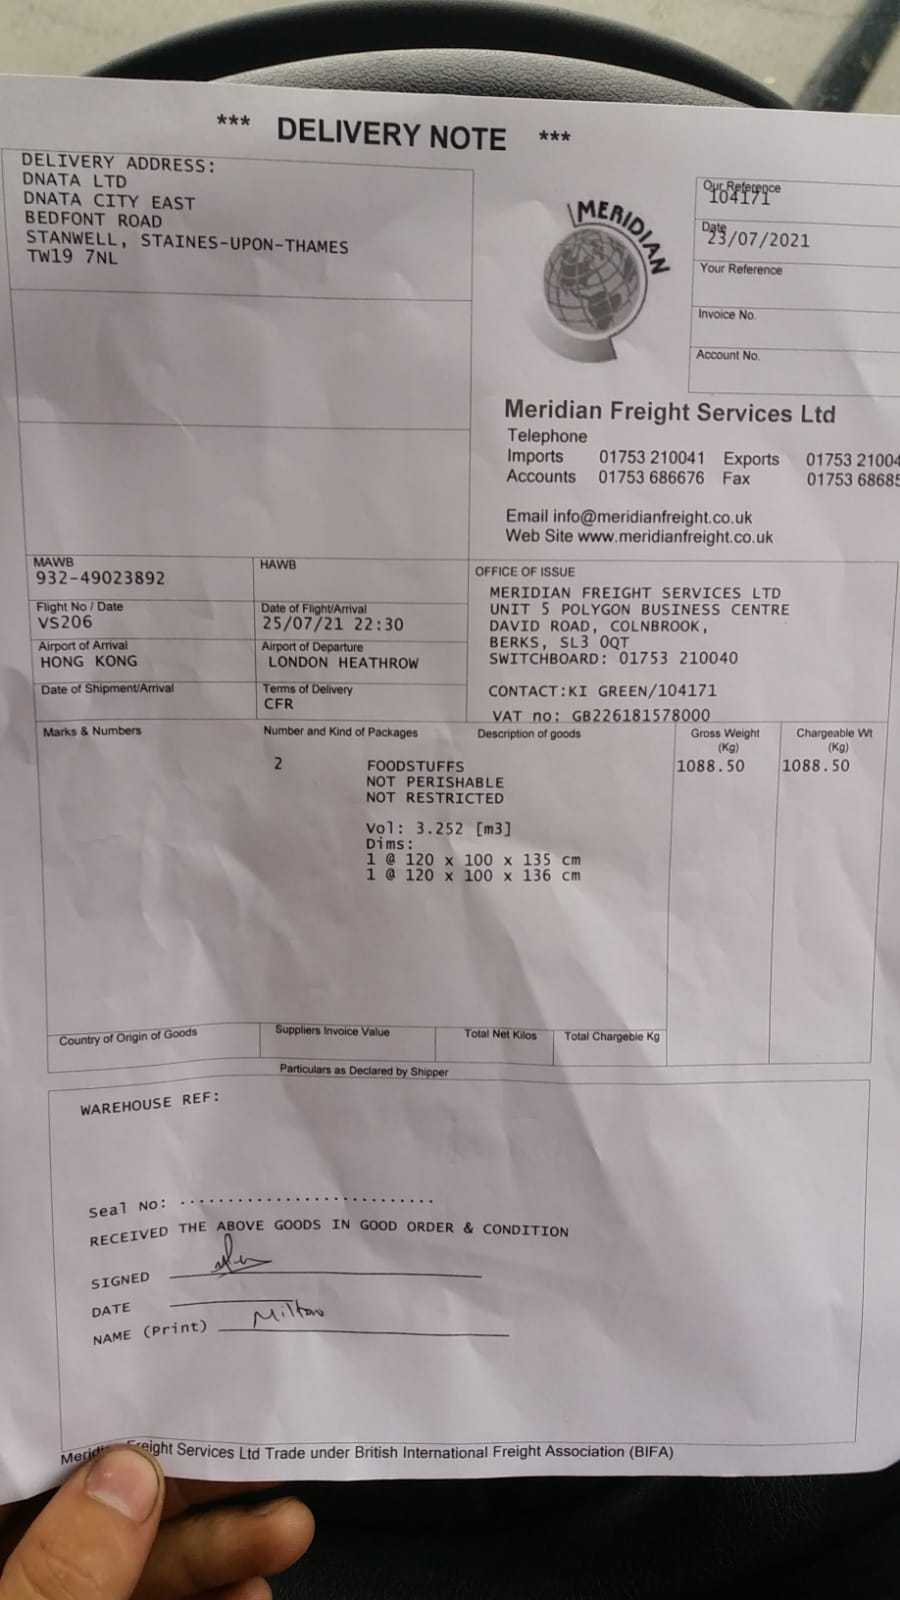 *** DELIVERY NOTE ***
DELIVERY ADDRESS:
DNATA LTD
DNATA CITY EAST
BEDFONT ROAD
STANWELL, STAINES-UPON-THAMES
TW19 7NL
MERIDIAN
Our Reference
104171
Date
23/07/2021
Your Reference
Invoice No.
Account No.
Meridian Freight Services Ltd
Telephone
Imports 01753 210041 Exports 01753 21004
Accounts 01753 686676 Fax 01753 68685
Email info@meridianfreight.co.uk
Web Site www.meridianfreight.co.uk
MAWB
932-49023892
HAWB
Flight No / Date
VS206
Date of Flight/Arrival
25/07/21 22:30
Airport of Arrival
HONG KONG
Airport of Departure
LONDON HEATHROW
Date of Shipment/Arrival
Terms of Delivery
CFR
OFFICE OF ISSUE
MERIDIAN FREIGHT SERVICES LTD
UNIT 5 POLYGON BUSINESS CENTRE
DAVID ROAD, COLNBROOK,
BERKS, SL3 0QT
SWITCHBOARD: 01753 210040
CONTACT:KI GREEN/104171
VAT no: GB226181578000
Marks & Numbers
Number and Kind of Packages
Description of goods
Gross Weight
(Kg)
Chargeable Wt
(Kg)
2 FOODSTUFFS 1088.50 1088.50
NOT PERISHABLE
NOT RESTRICTED
Vol: 3.252 [m3]
Dims:
1 @ 120 x 100 x 135 cm
1 @ 120 x 100 x 136 cm
Country of Origin of Goods
Suppliers Invoice Value
Total Net Kilos
Total Chargeble Kg
Particulars as Declared by Shipper
WAREHOUSE REF:
Seal No: ...........................
RECEIVED THE ABOVE GOODS IN GOOD ORDER & CONDITION
SIGNED
DATE
NAME (Print) Milton
Freight Services Ltd Trade under British International Freight Association (BIFA)